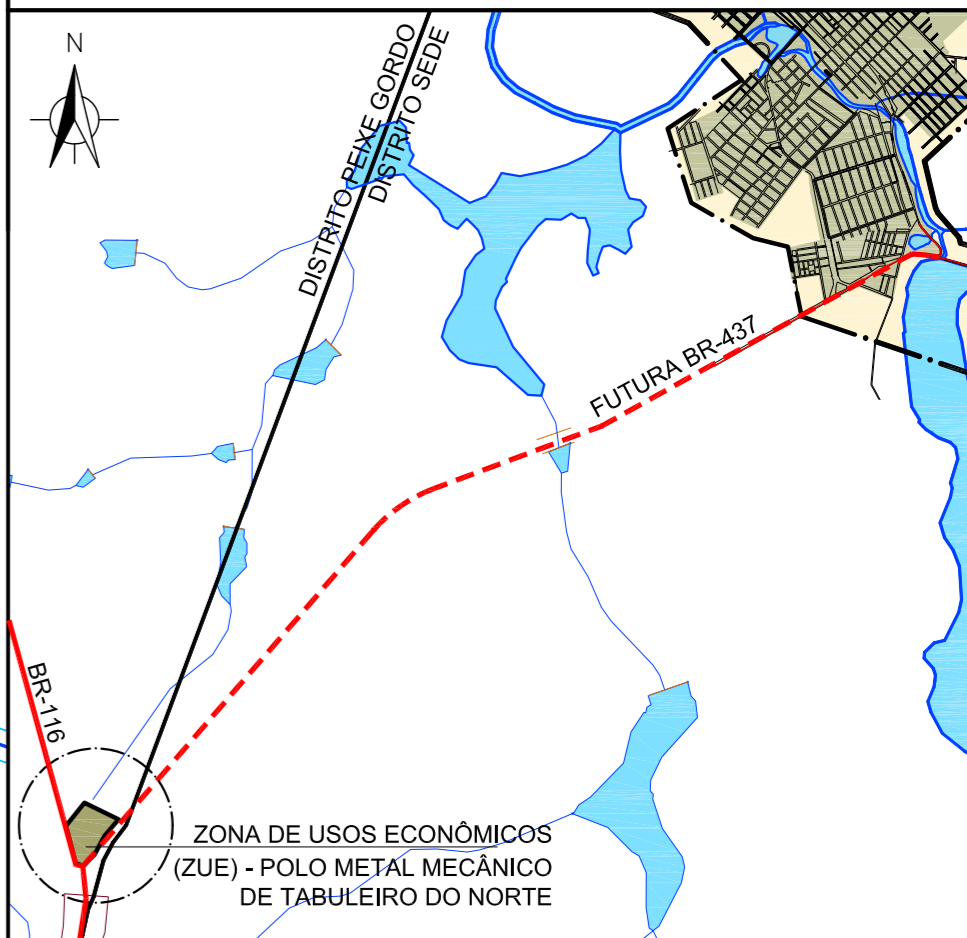 N
DISTRITO PEIXE GORDO
DISTRITO SEDE
FUTURA BR-437
BR-116
ZONA DE USOS ECONÔMICOS
(ZUE) - POLO METAL MECÂNICO
DE TABULEIRO DO NORTE